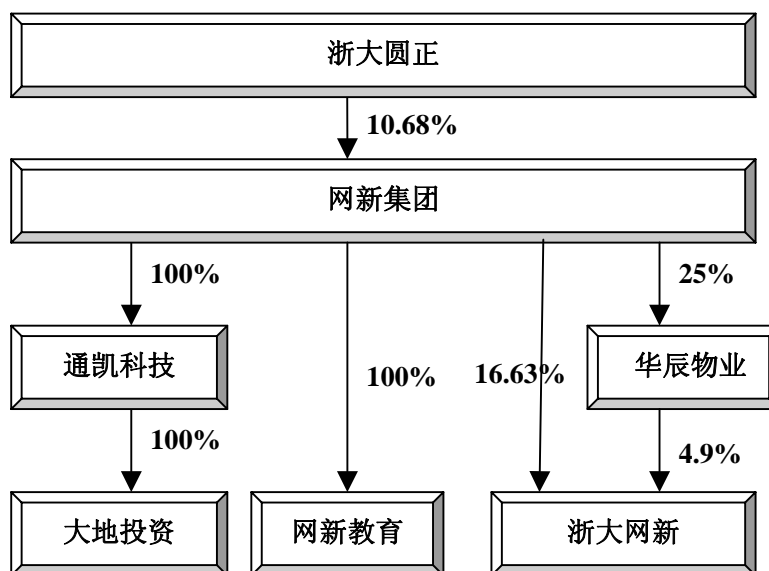 浙大圆正
10.68%
网新集团
100%
25%
通凯科技
100%
16.63%
华辰物业
100%
4.9%
大地投资
网新教育
浙大网新